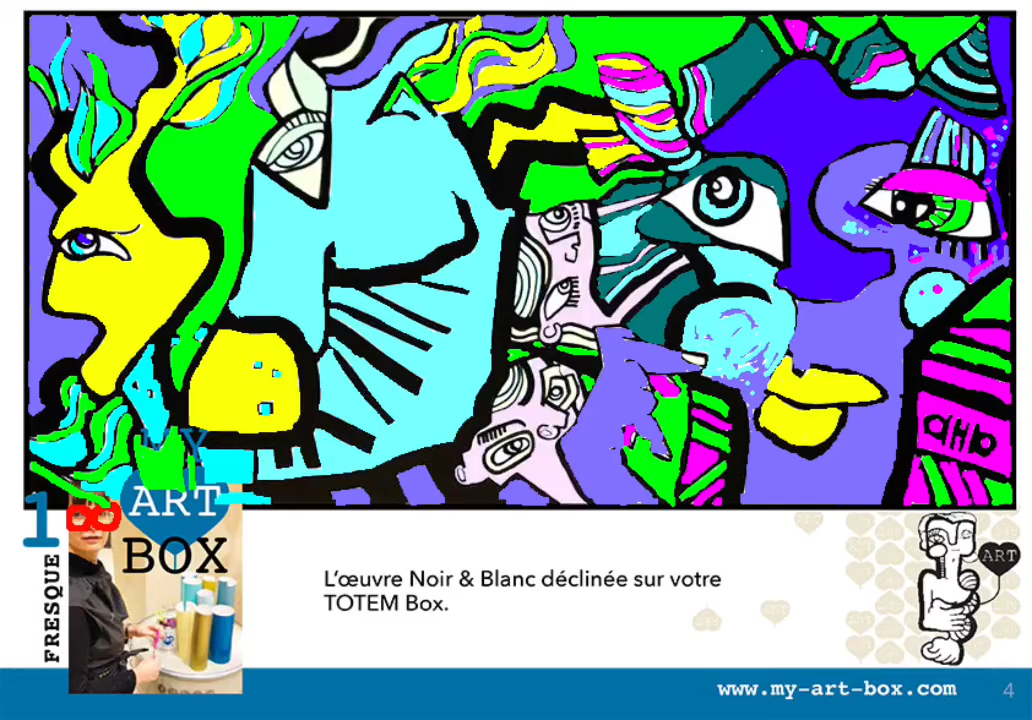 dHb
MY
ART
BOX
1
FRESQUE
L'œuvre Noir & Blanc déclinée sur votre
TOTEM Box.
ART
www.my-art-box.com
4